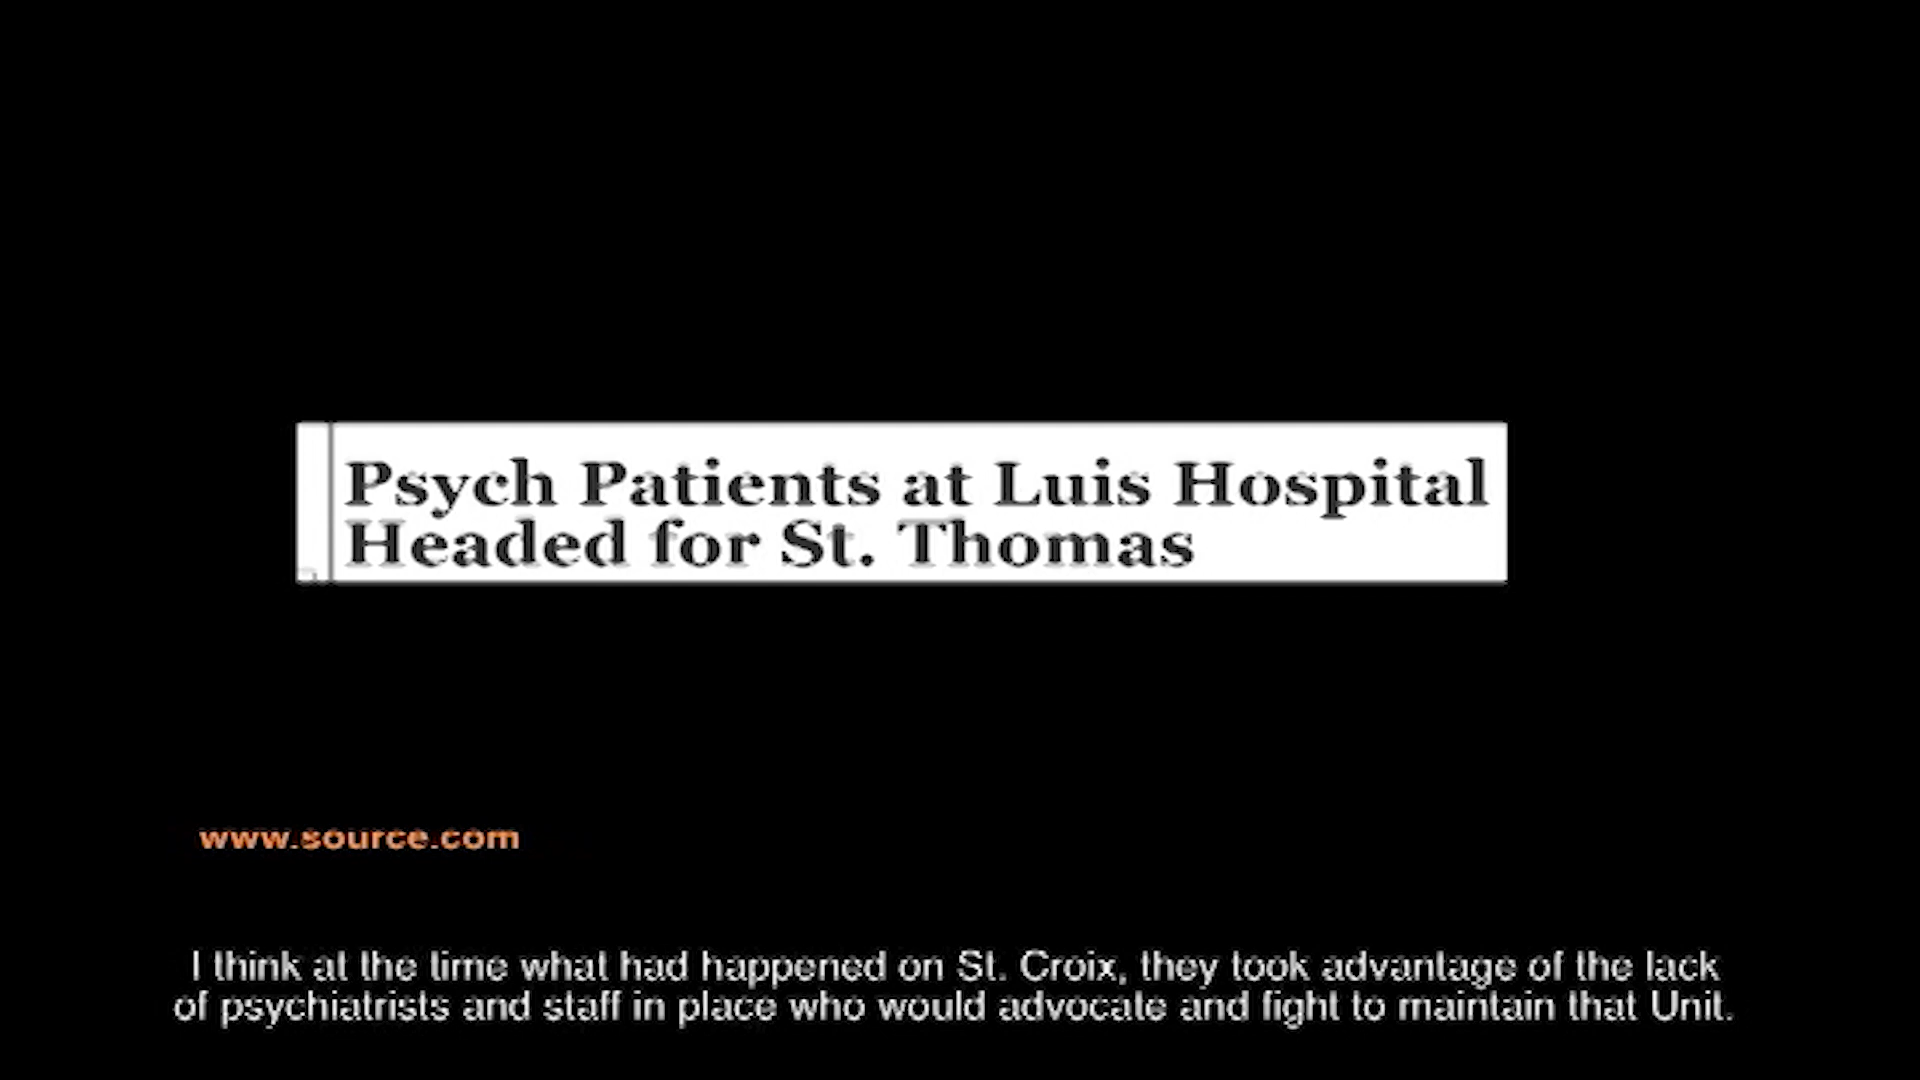 Psych Patients at Luis Hospital
Headed for St. Thomas
www.source.com
I think at the time what had happened on St. Croix, they took advantage of the lack
of psychiatrists and staff in place who would advocate and fight to maintain that Unit.